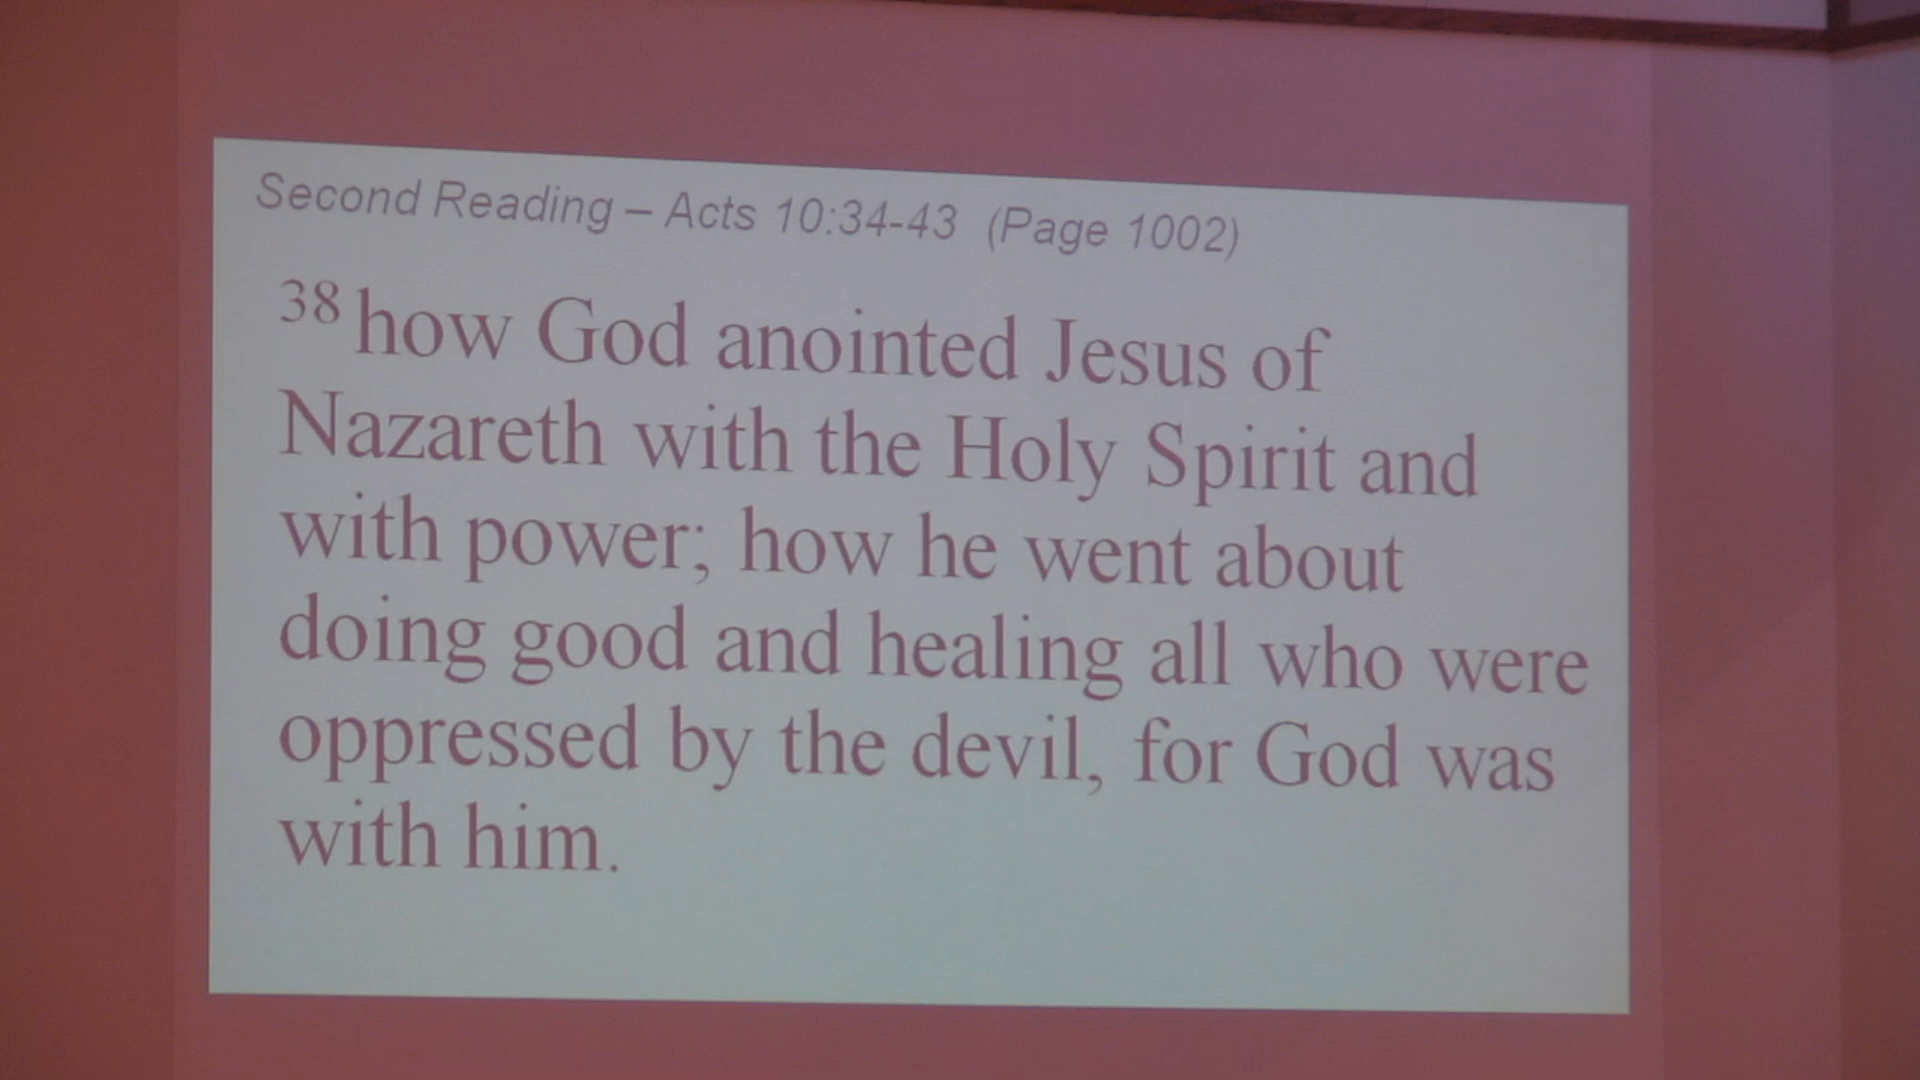 Second Reading – Acts 10:34-43 (Page 1002)
38 how God anointed Jesus of
Nazareth with the Holy Spirit and
with power; how he went about
doing good and healing all who were
oppressed by the devil, for God was
with him.